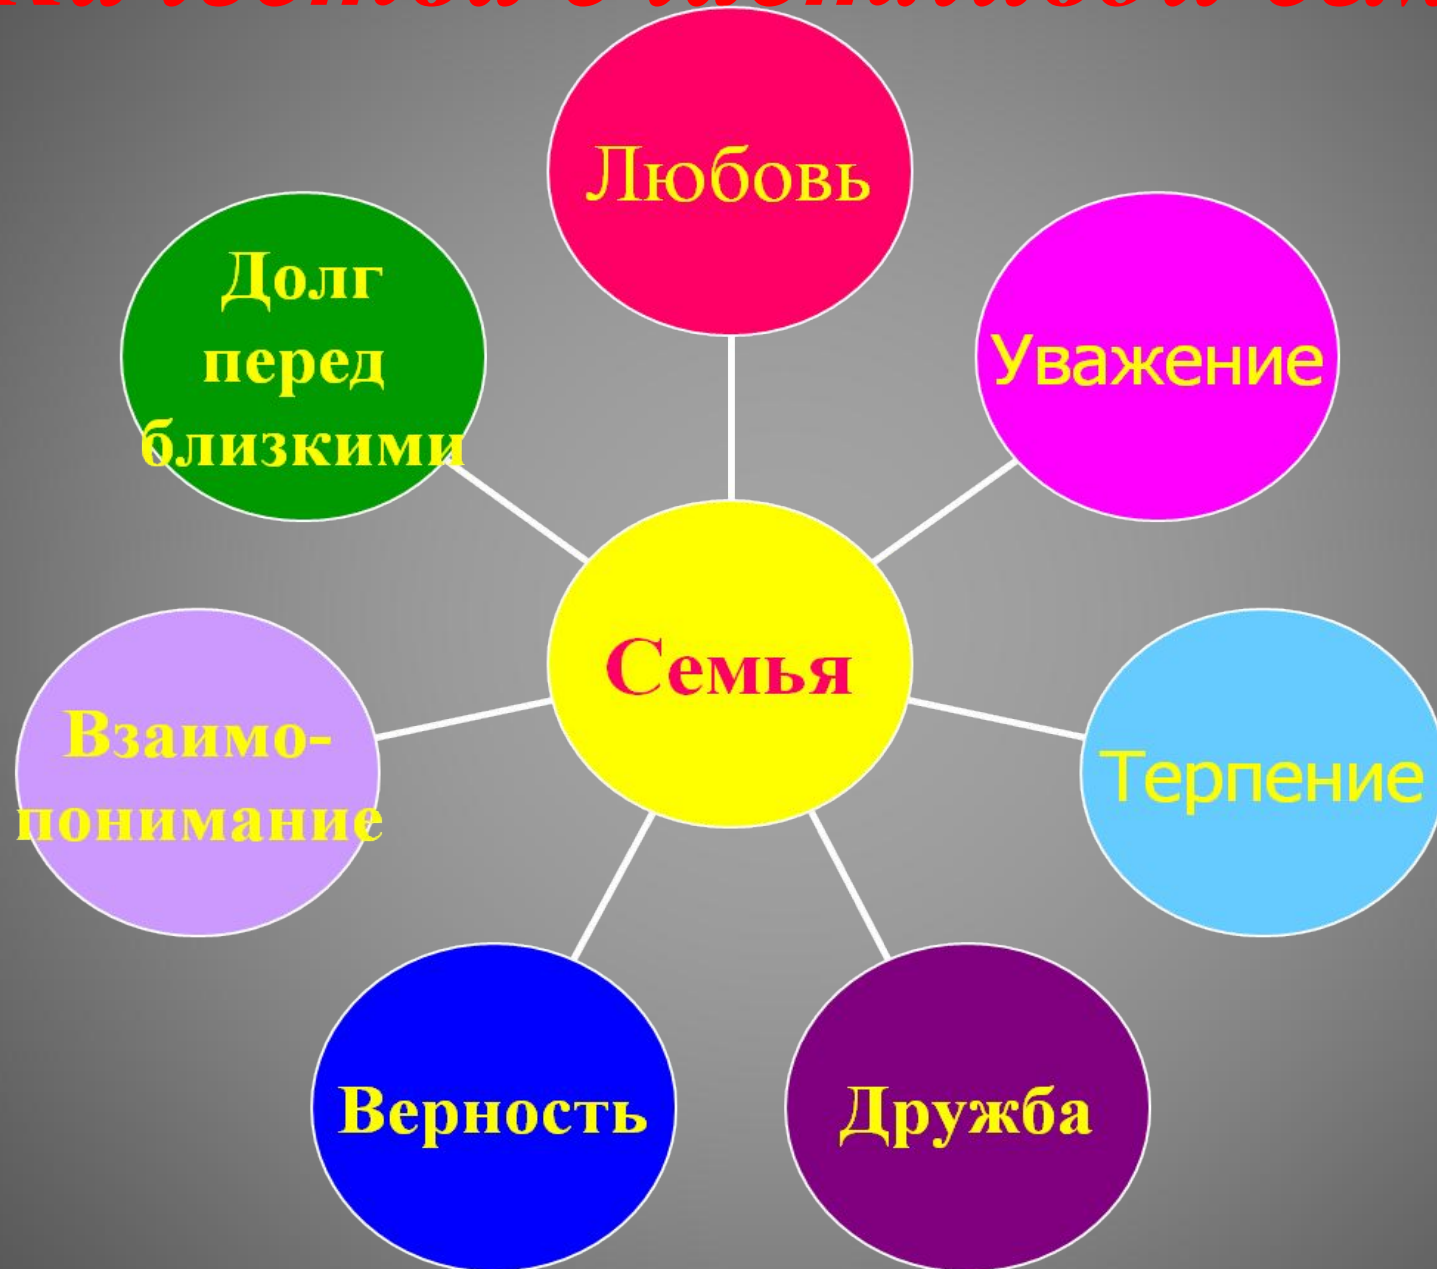 Любовь
Уважение
Терпение
Дружба
Верность
Взаимо-
понимание
Долг
перед
близкими
Семья